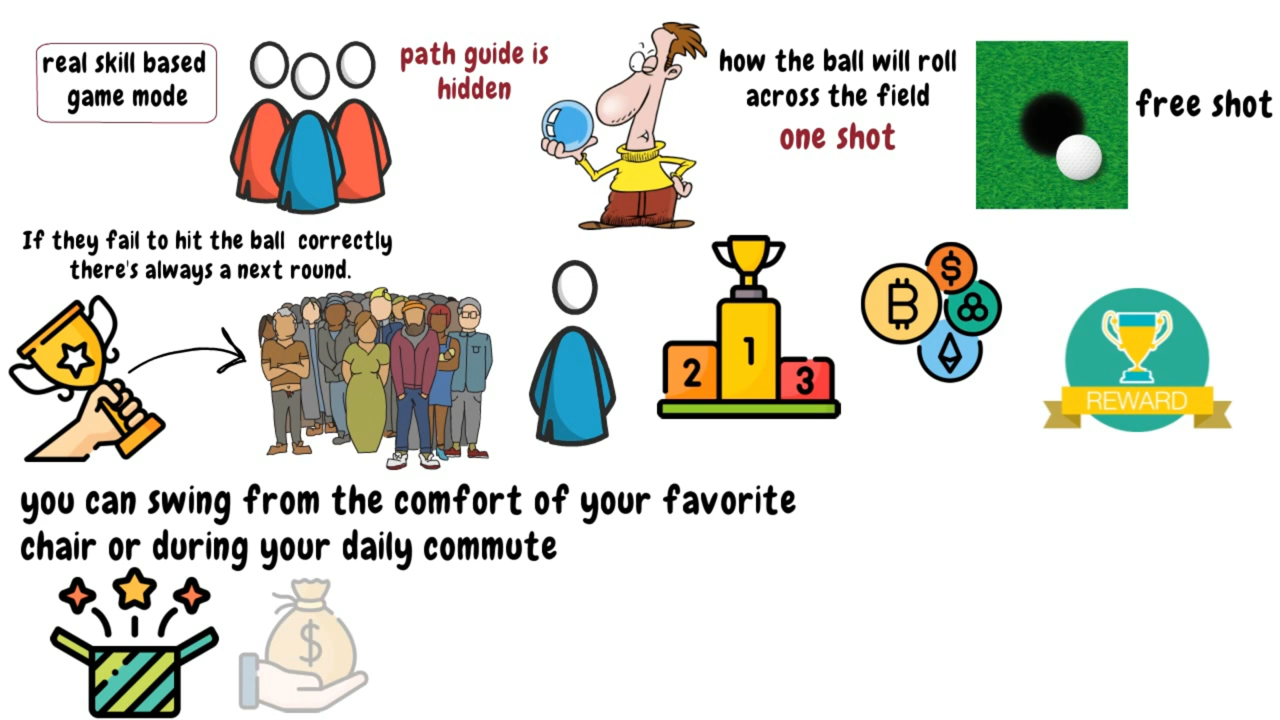 real skill based
game mode
path guide is
hidden
how the ball will roll
across the field
one shot
free shot
If they fail to hit the ball correctly
there's always a next round.
2
1
3
REWARD
you can swing from the comfort of your favorite
chair or during your daily commute
$
$